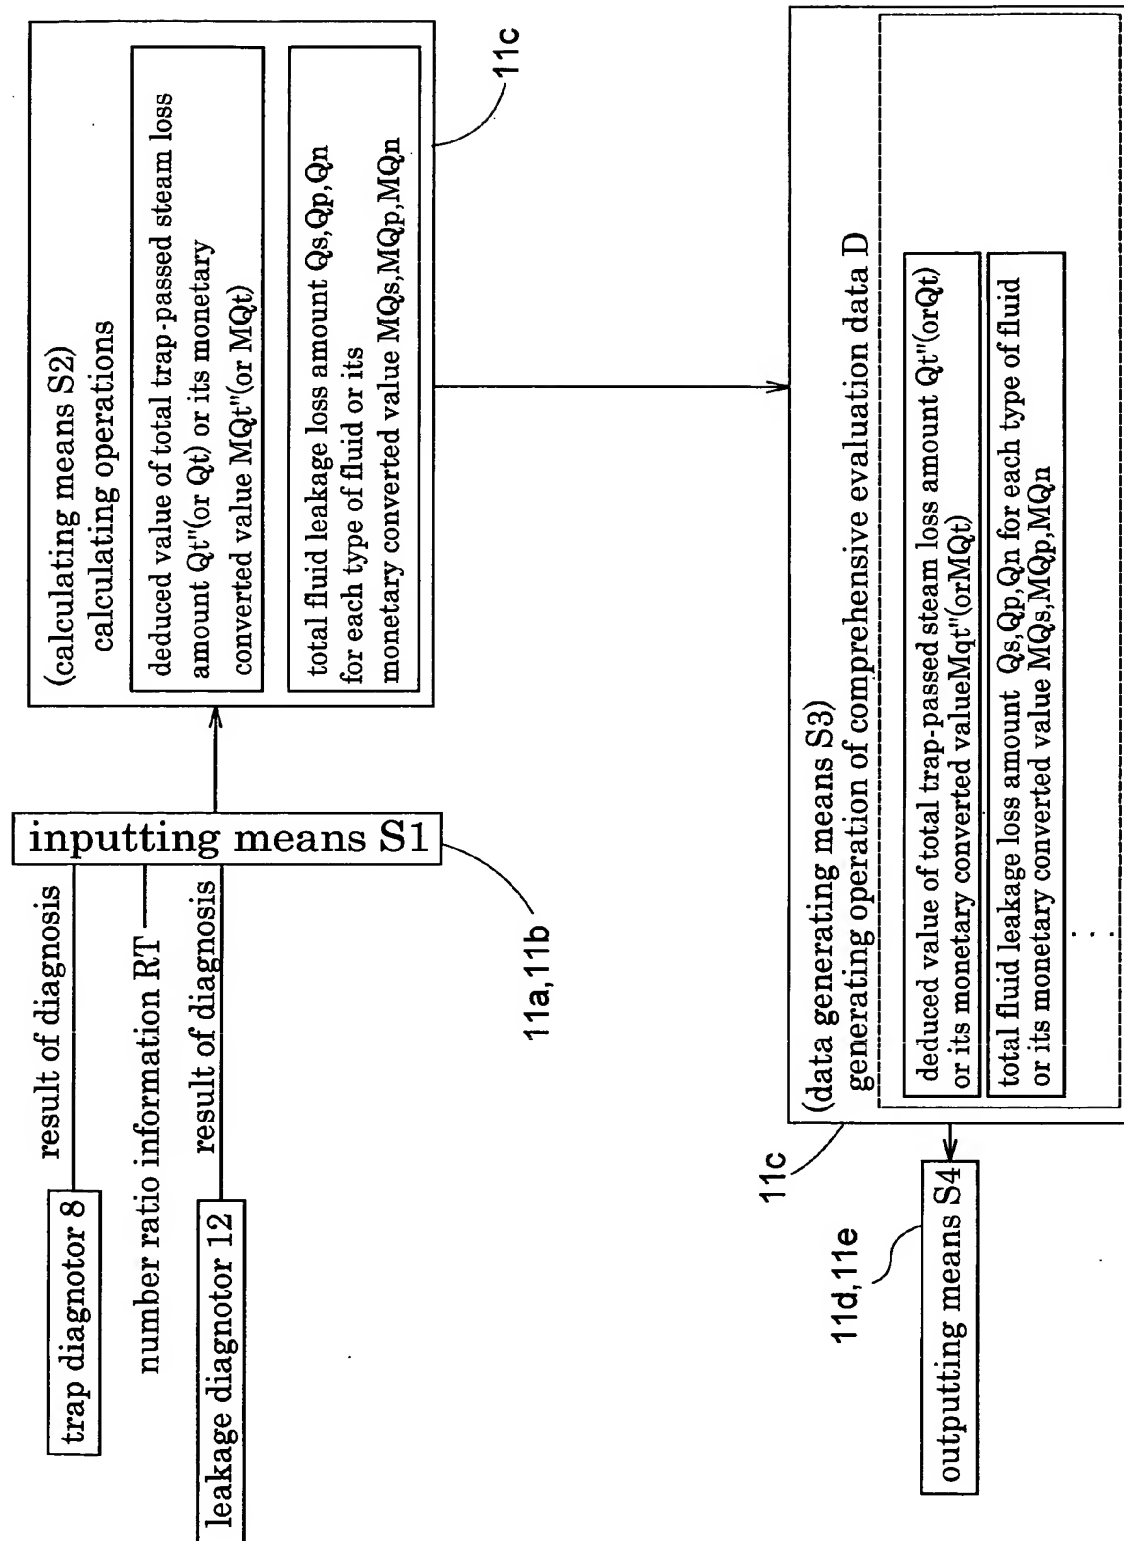 trap diagnotor 8
result of diagnosis
number ratio information RT
leakage diagnotor 12
result of diagnosis
inputting means S1
11a,11b
(calculating means S2)
calculating operations
deduced value of total trap-passed steam loss
amount Qt"(or Qt) or its monetary
converted value MQt"(or MQt)
total fluid leakage loss amount Qs,Qp,Qn
for each type of fluid or its
monetary converted value MQs,MQp,MQn
11c
(data generating means S3)
generating operation of comprehensive evaluation data D
deduced value of total trap-passed steam loss amount Qt"(orQt)
or its monetary converted valueMqt"(orMQt)
total fluid leakage loss amount Qs,Qp,Qn for each type of fluid
or its monetary converted value MQs,MQp,MQn
...
11c
outputting means S4
11d,11e